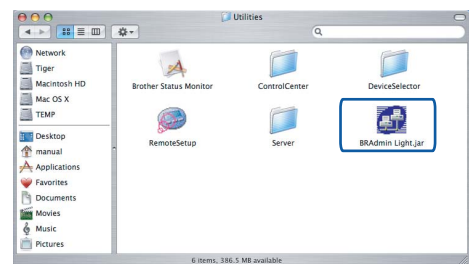 Utilities
Network
Tiger
Macintosh HD
Mac OS X
TEMP
Desktop
manual
Applications
Favorites
Documents
Movies
Music
Pictures
Brother Status Monitor
ControlCenter
DeviceSelector
RemoteSetup
Server
BRAdmin Light.jar
6 items, 386.5 MB available